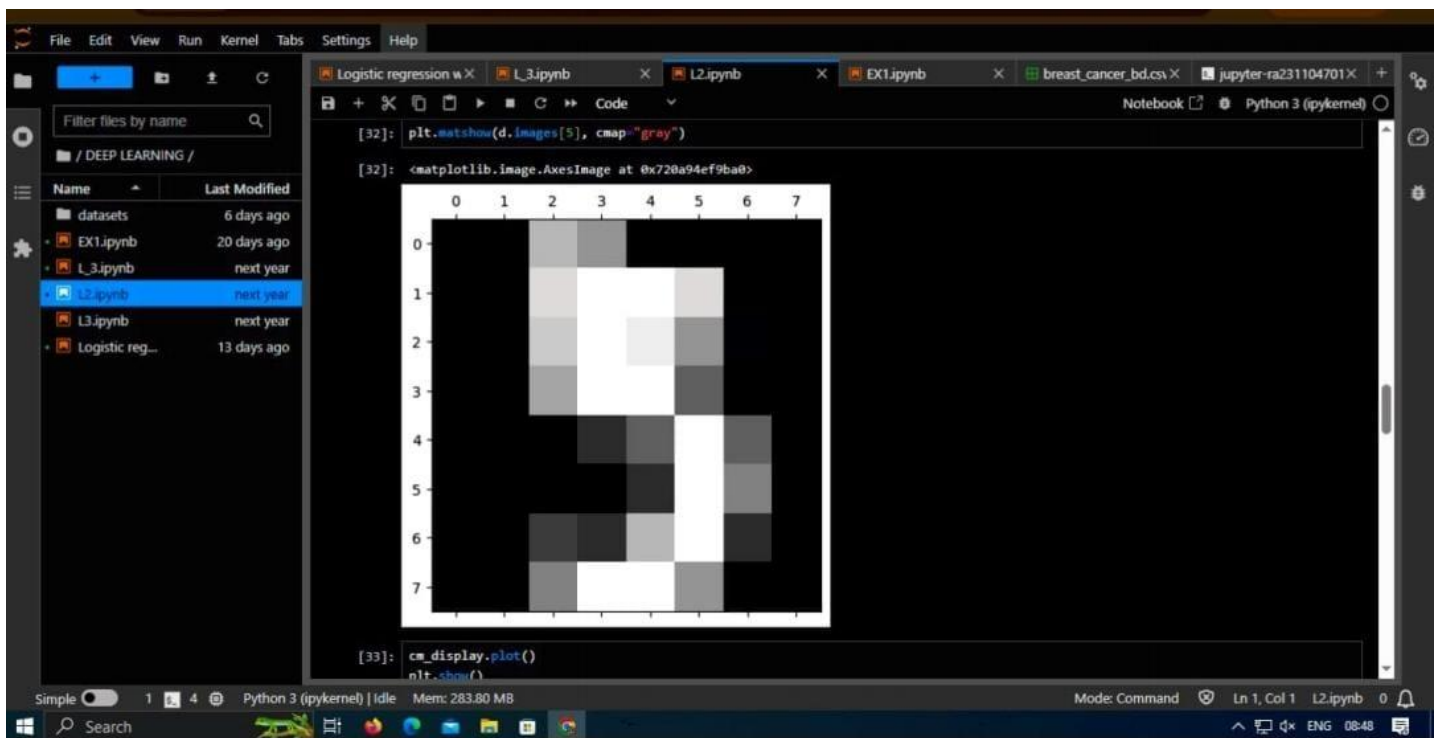 File Edit View Run Kernel Tabs Settings Help
Logistic regression w L_3.ipynb L2.ipynb EX1.ipynb breast_cancer_bd.csv jupyter-ra231104701
Code Notebook Python 3 (ipykernel)
Filter files by name
/ DEEP LEARNING /
Name Last Modified
datasets 6 days ago
EX1.ipynb 20 days ago
L_3.ipynb next year
L2.ipynb next year
L3.ipynb next year
Logistic reg... 13 days ago
[32]: plt.matshow(d.images[5], cmap="gray")
[32]: <matplotlib.image.AxesImage at 0x720a94ef9ba0>
0 1 2 3 4 5 6 7
0
1
2
3
4
5
6
7
[33]: cm_display.plot()
plt.show()
Simple 1 4 Python 3 (ipykernel) | Idle Mem: 283.80 MB Mode: Command Ln 1, Col 1 L2.ipynb 0
Search ENG 08:48